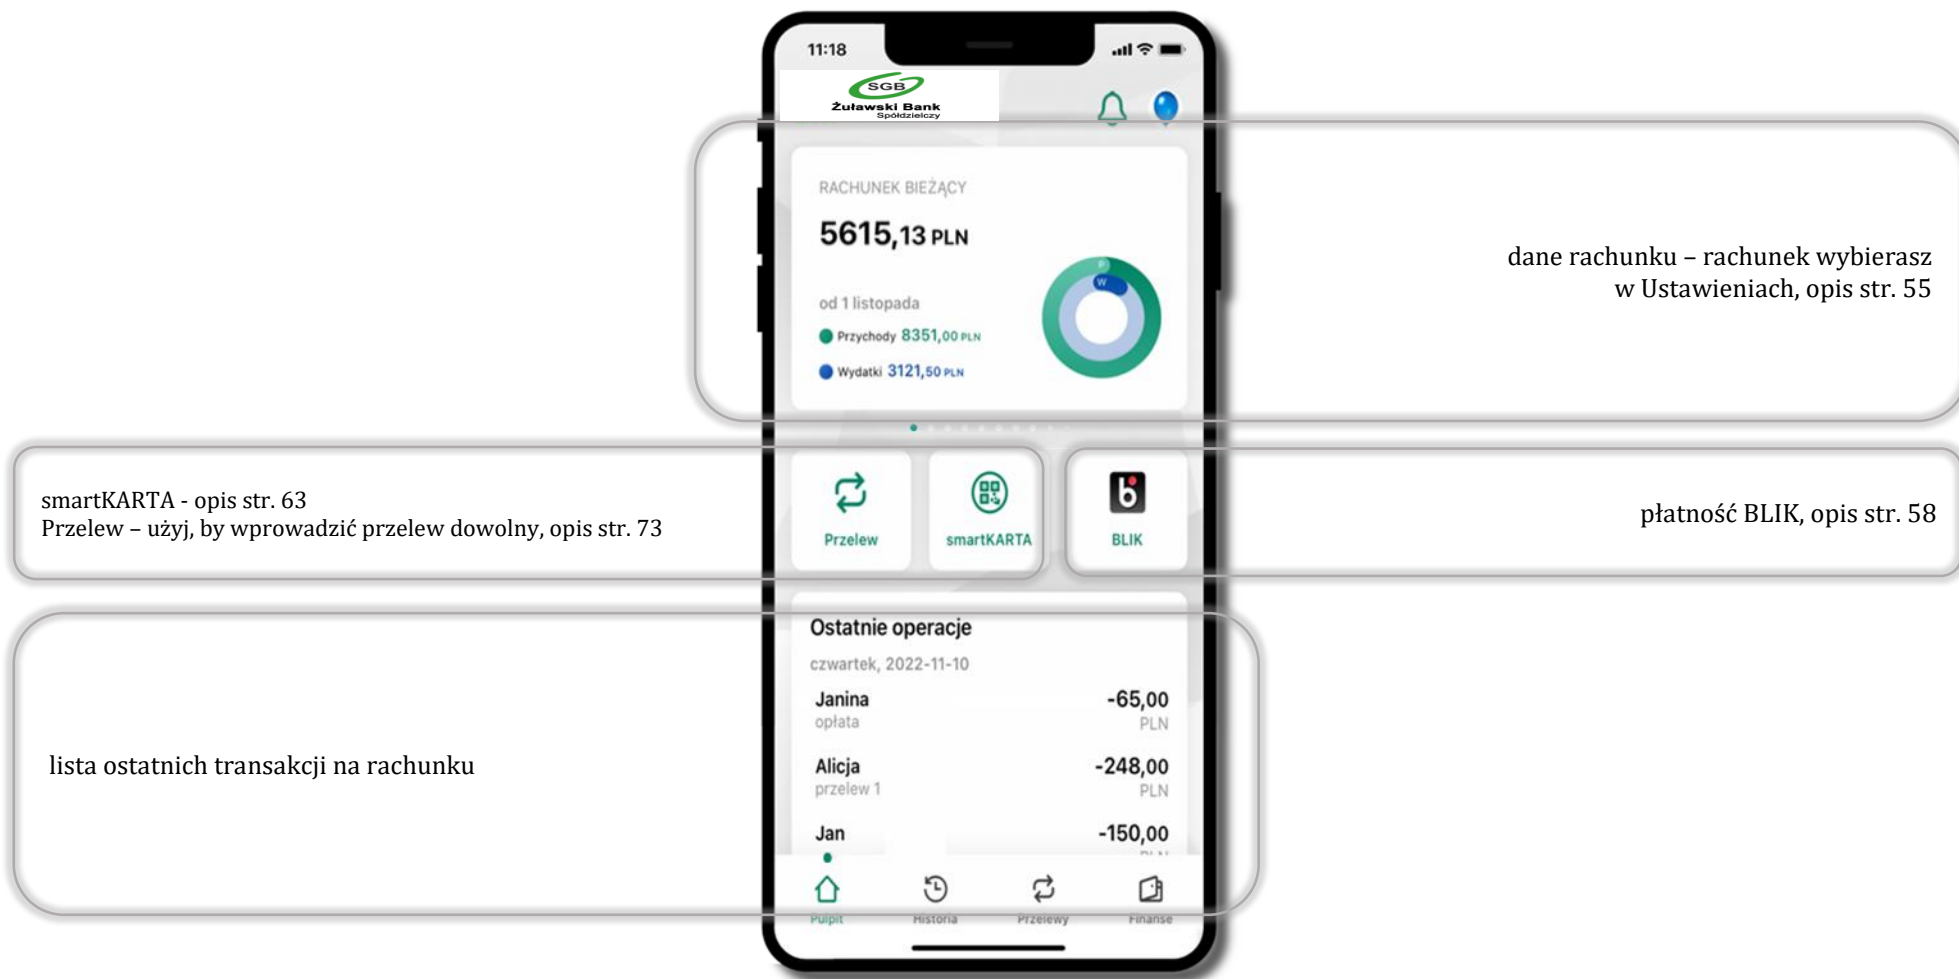 11:18
SGB
Żuławski Bank
Spółdzielczy
RACHUNEK BIEŻĄCY
5615,13 PLN
od 1 listopada
Przychody 8351,00 PLN
Wydatki 3121,50 PLN
P
W
dane rachunku – rachunek wybierasz
w Ustawieniach, opis str. 55
smartKARTA - opis str. 63
Przelew – użyj, by wprowadzić przelew dowolny, opis str. 73
Przelew
smartKARTA
BLIK
płatność BLIK, opis str. 58
Ostatnie operacje
czwartek, 2022-11-10
Janina -65,00
opłata PLN
Alicja -248,00
przelew 1 PLN
Jan -150,00
PLN
lista ostatnich transakcji na rachunku
Pulpit Historia Przelewy Finanse